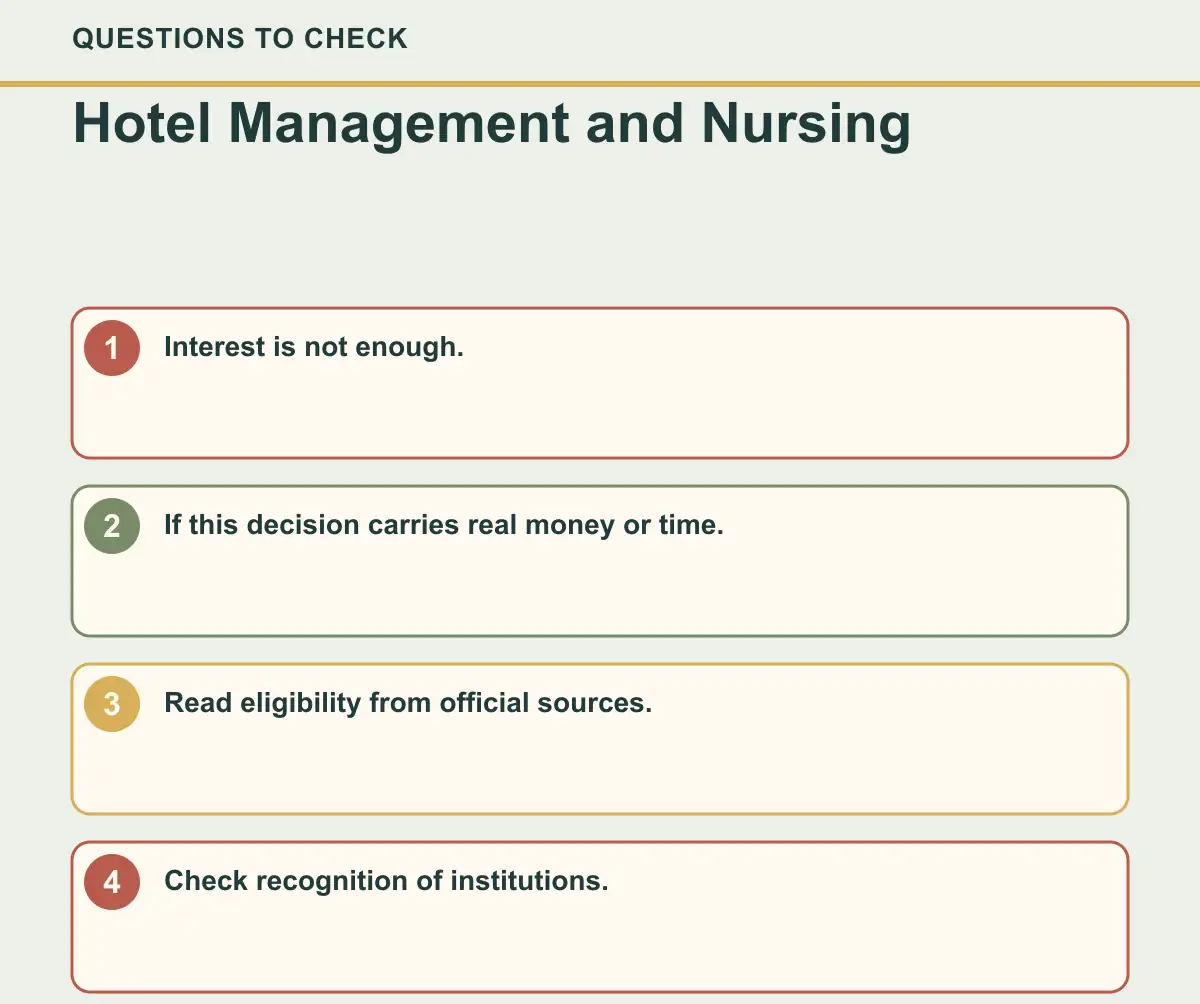 QUESTIONS TO CHECK
Hotel Management and Nursing
1
Interest is not enough.
2
If this decision carries real money or time.
3
Read eligibility from official sources.
4
Check recognition of institutions.